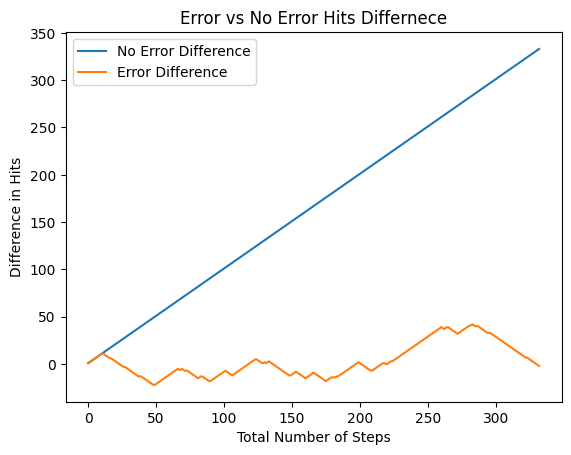 Error vs No Error Hits Differnece
No Error Difference
Error Difference
350
300
250
200
150
100
50
0
Difference in Hits
0 50 100 150 200 250 300
Total Number of Steps